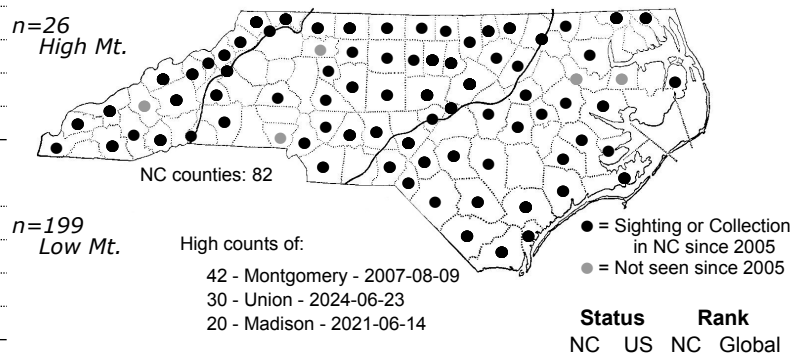 n=26
High Mt.
NC counties: 82
n=199
Low Mt.
High counts of:
42 - Montgomery - 2007-08-09
30 - Union - 2024-06-23
20 - Madison - 2021-06-14
= Sighting or Collection
in NC since 2005
= Not seen since 2005
Status Rank
NC US NC Global